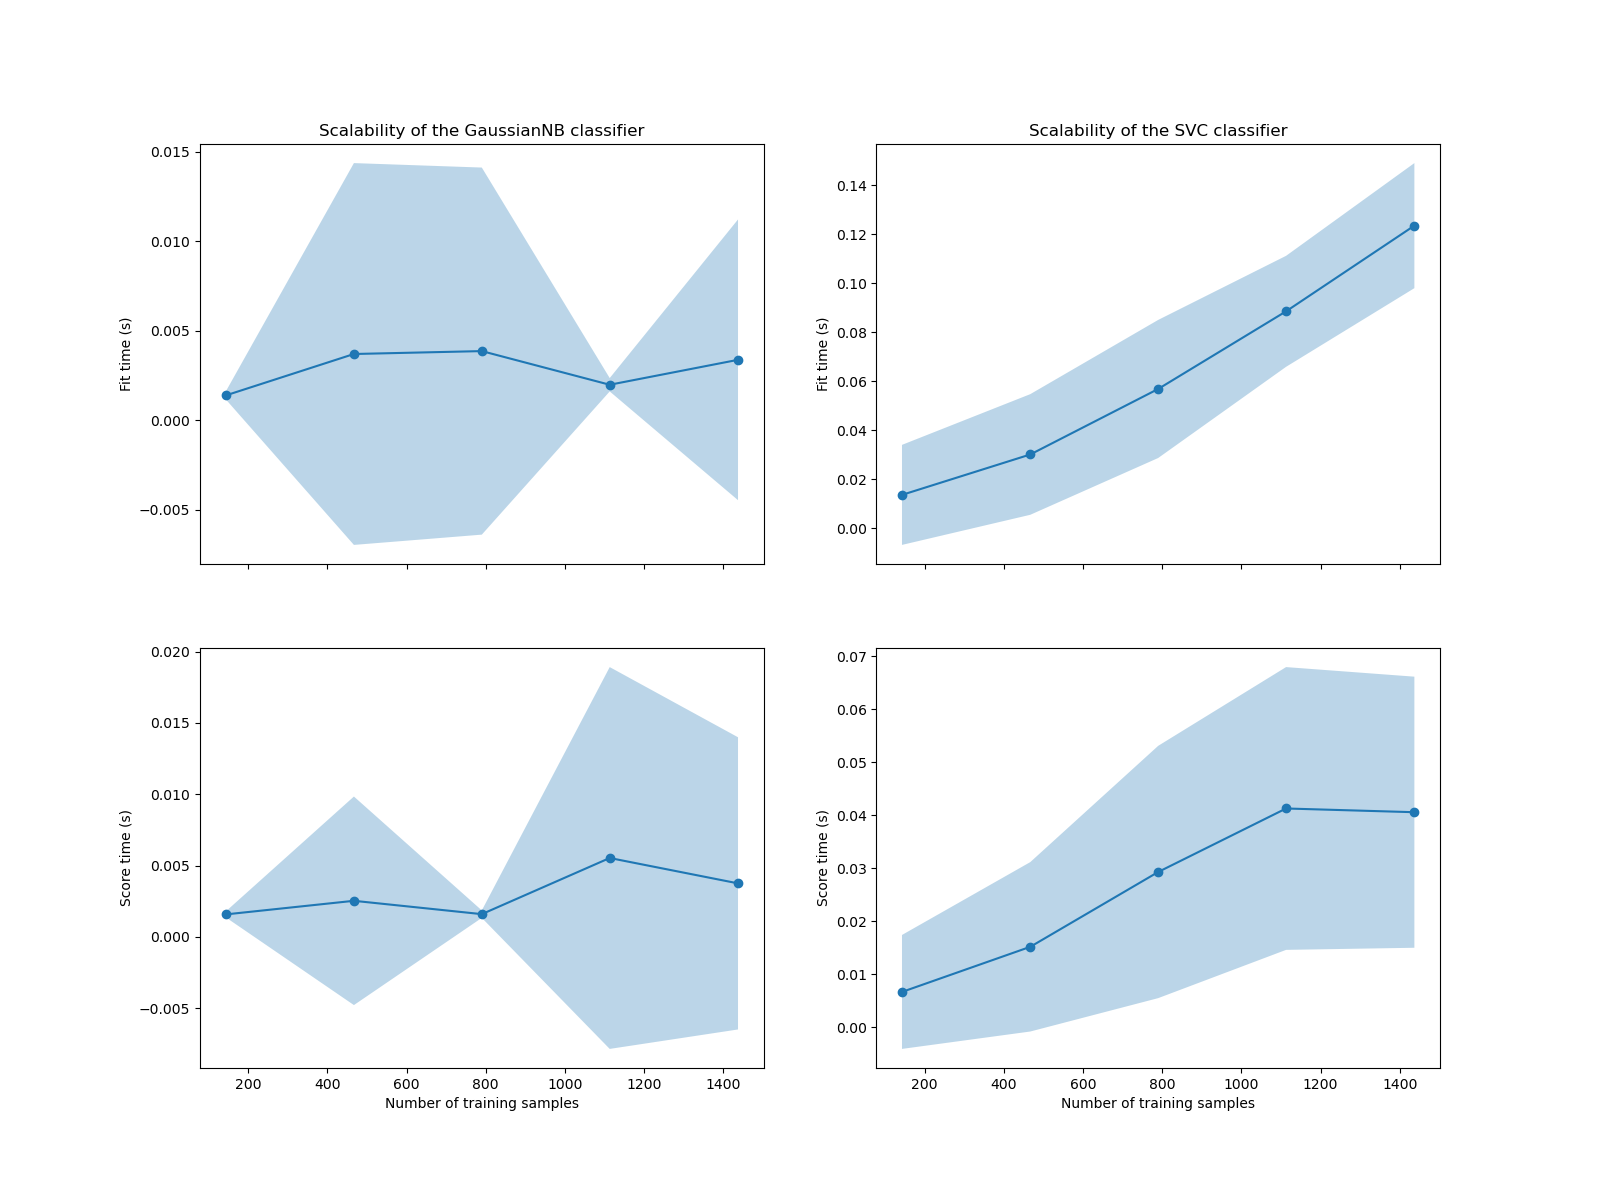 Scalability of the GaussianNB classifier
0.015
0.010
0.005
0.000
−0.005
Fit time (s)
Scalability of the SVC classifier
0.14
0.12
0.10
0.08
0.06
0.04
0.02
0.00
Fit time (s)
0.020
0.015
0.010
0.005
0.000
−0.005
Score time (s)
200 400 600 800 1000 1200 1400
Number of training samples
0.07
0.06
0.05
0.04
0.03
0.02
0.01
0.00
Score time (s)
200 400 600 800 1000 1200 1400
Number of training samples